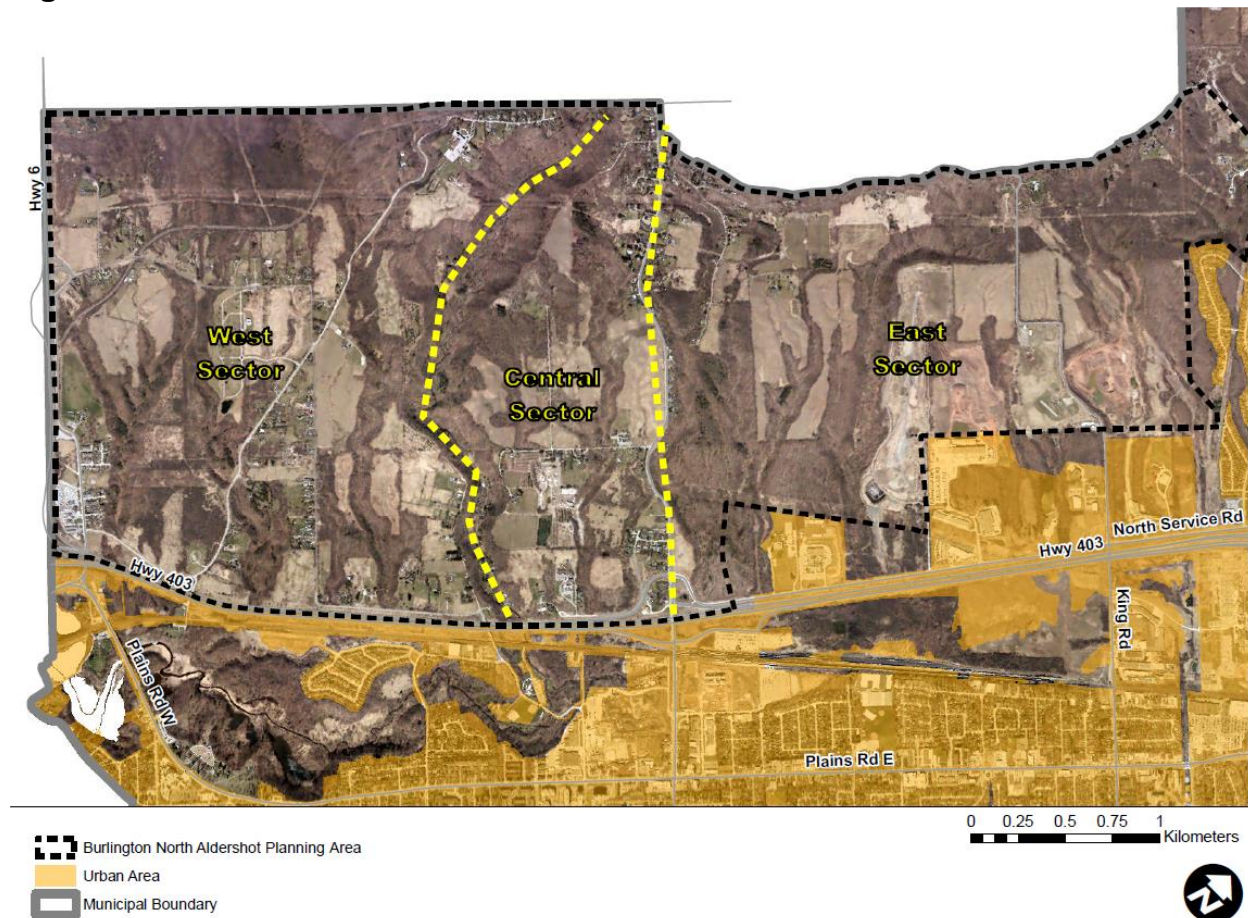 Hwy 6
West
Sector
Central
Sector
East
Sector
Hwy 403
North Service Rd
Hwy 403
King Rd
Plains Rd W
Plains Rd E
0 0.25 0.5 0.75 1
Kilometers
Burlington North Aldershot Planning Area
Urban Area
Municipal Boundary
N